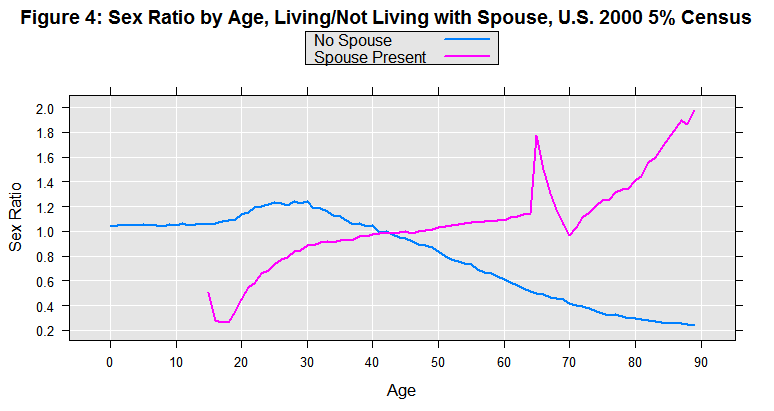 Figure 4: Sex Ratio by Age, Living/Not Living with Spouse, U.S. 2000 5% Census
No Spouse
Spouse Present
2.0
1.8
1.6
1.4
1.2
1.0
0.8
0.6
0.4
0.2
Sex Ratio
0 10 20 30 40 50 60 70 80 90
Age